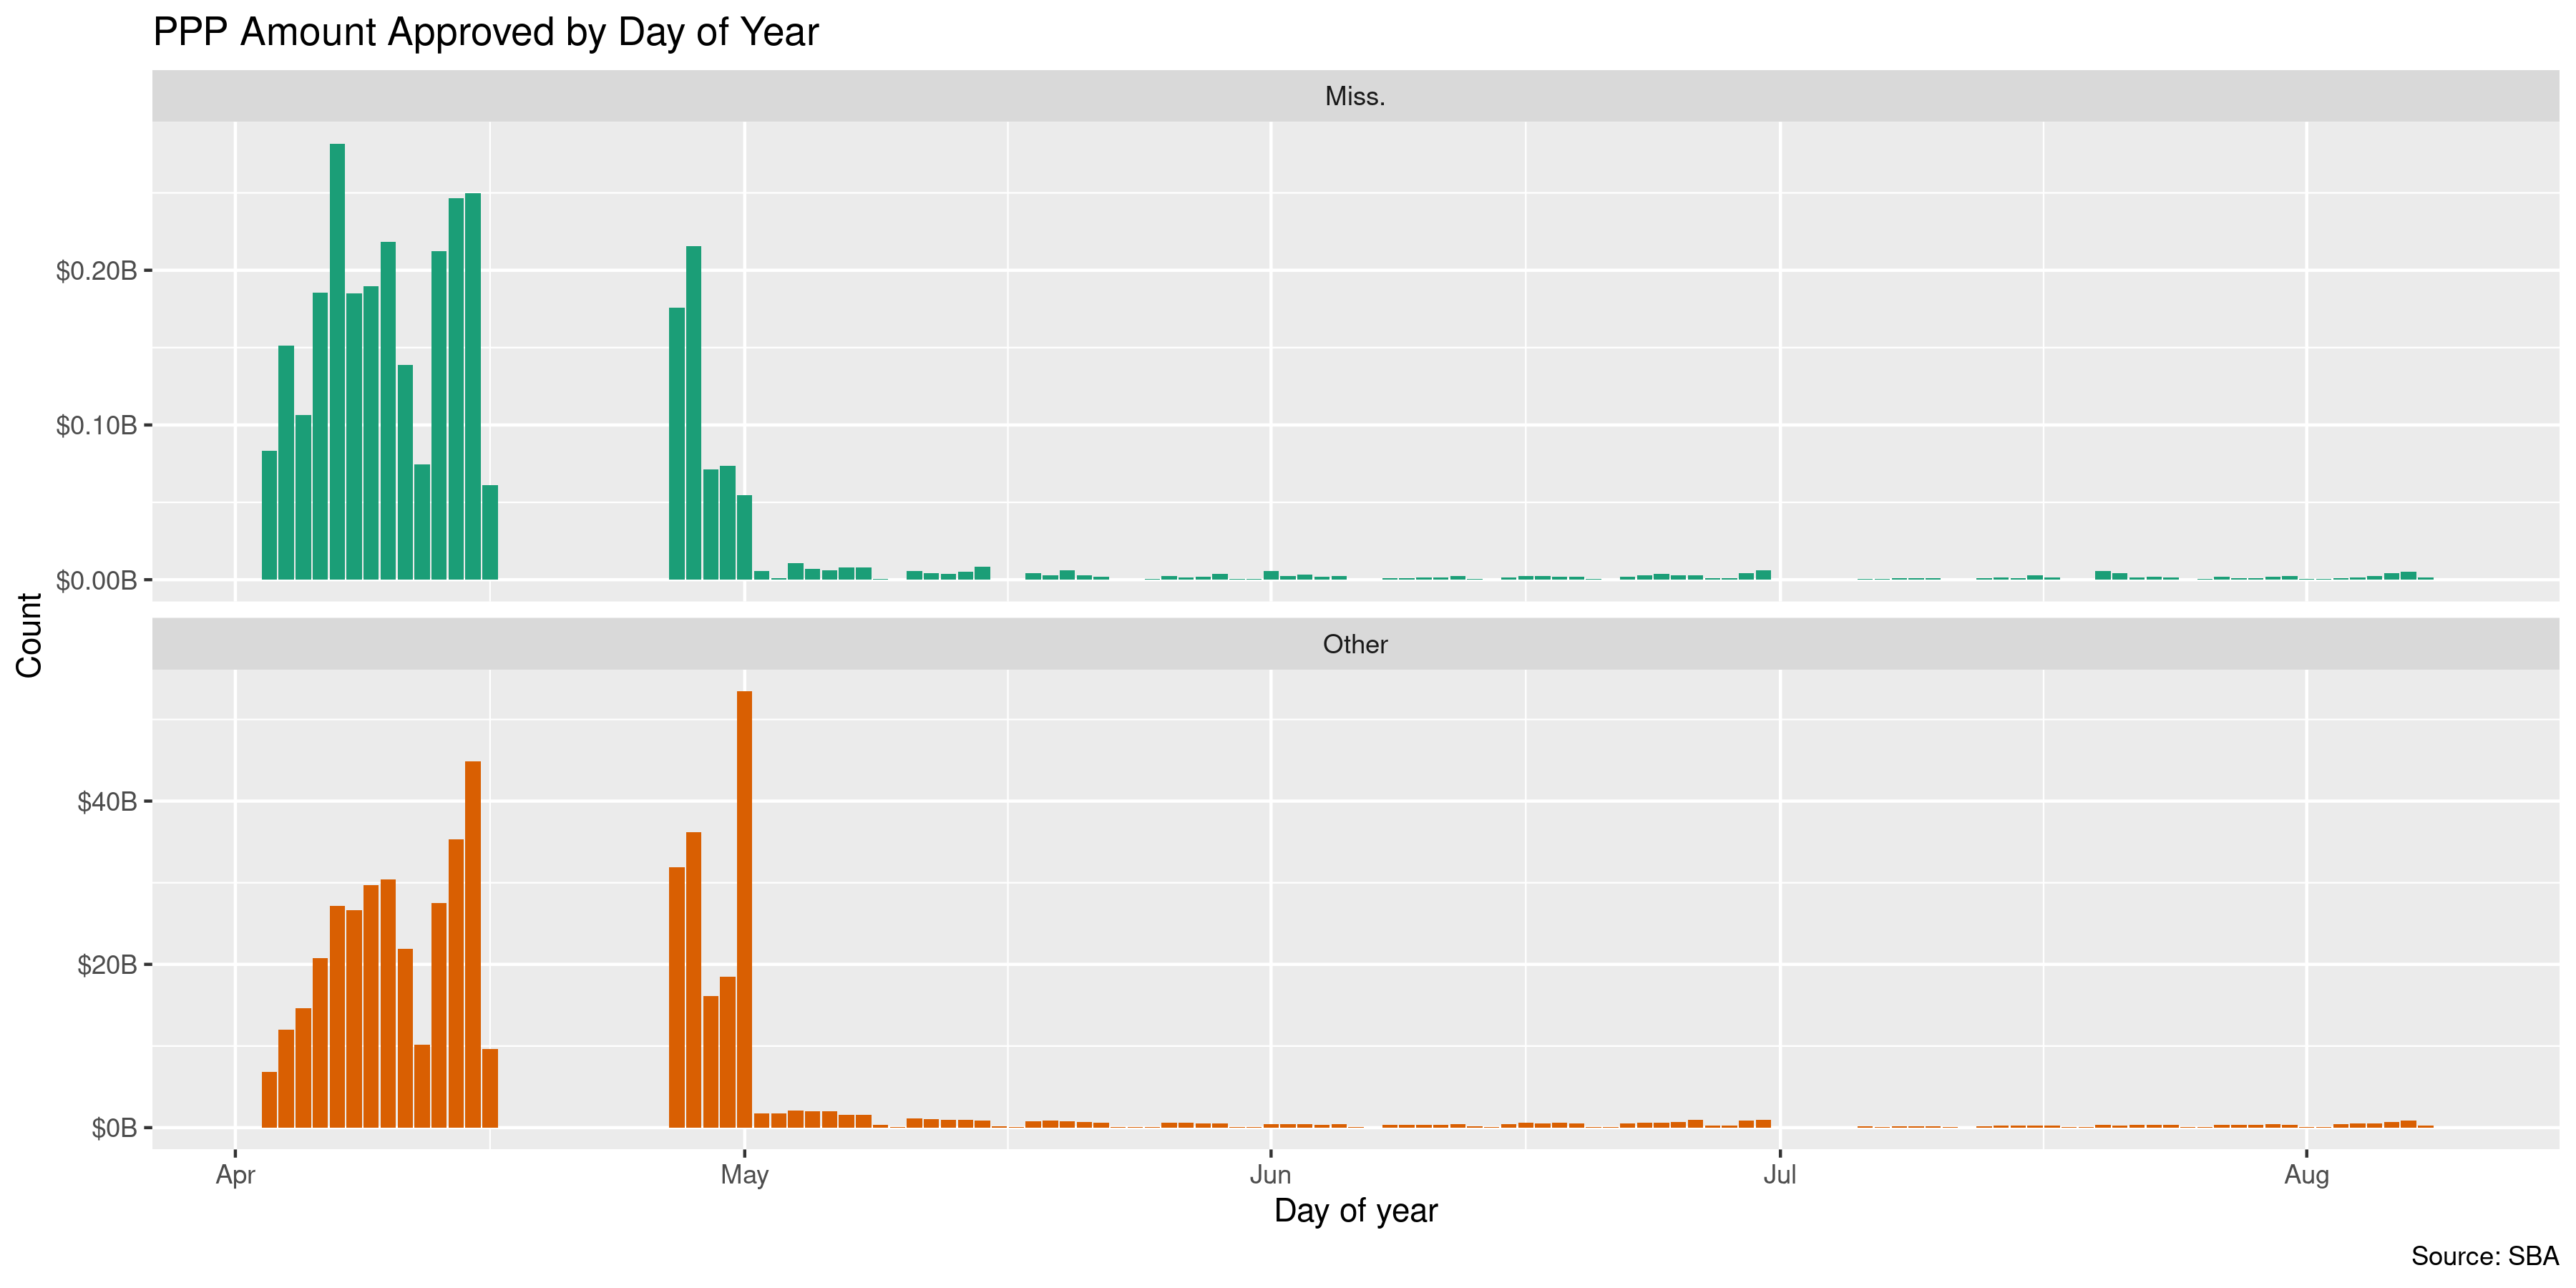 PPP Amount Approved by Day of Year
Miss.
$0.20B
$0.10B
$0.00B
Count
Other
$40B
$20B
$0B
Apr May Jun Jul Aug
Day of year
Source: SBA